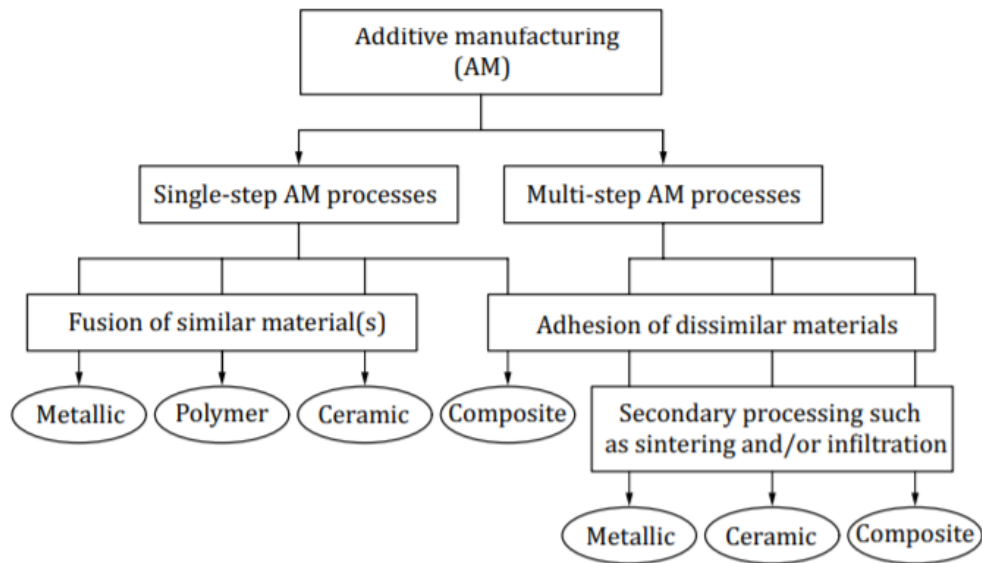 Additive manufacturing
(AM)
Single-step AM processes
Multi-step AM processes
Fusion of similar material(s)
Adhesion of dissimilar materials
Metallic
Polymer
Ceramic
Composite
Secondary processing such
as sintering and/or infiltration
Metallic
Ceramic
Composite